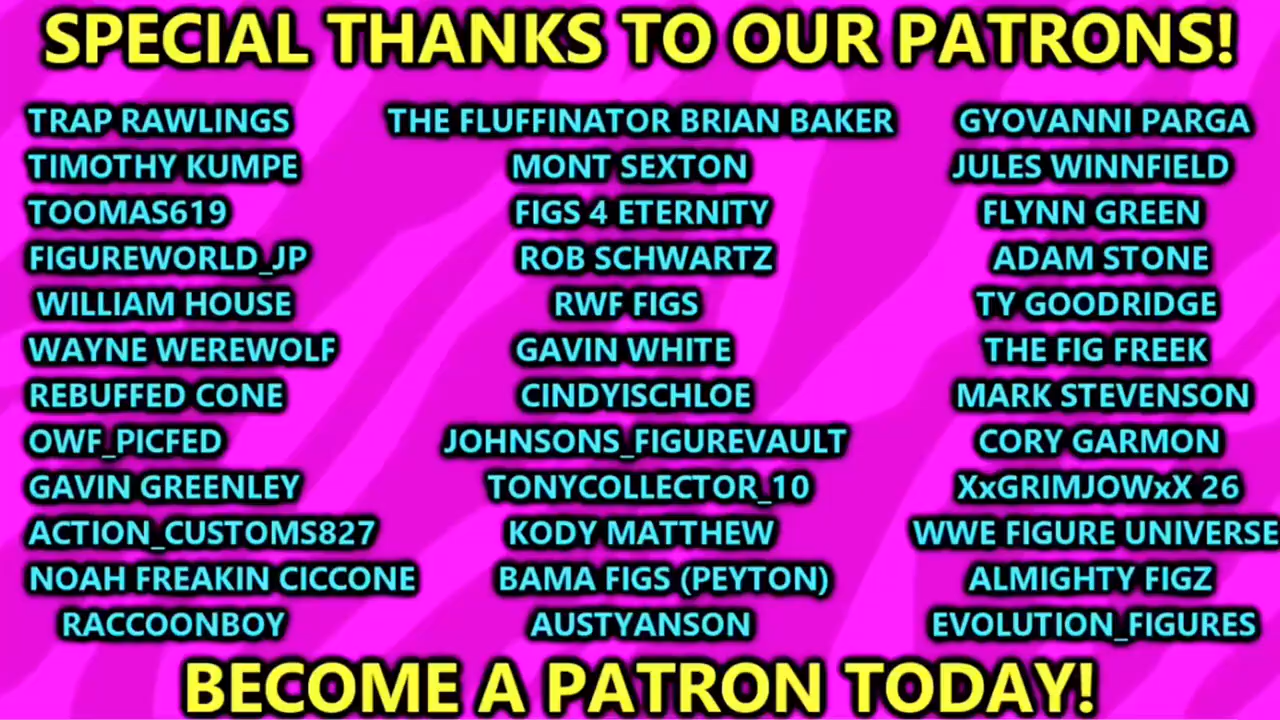 SPECIAL THANKS TO OUR PATRONS!
TRAP RAWLINGS THE FLUFFINATOR BRIAN BAKER GYOVANNI PARGA
TIMOTHY KUMPE MONT SEXTON JULES WINNFIELD
TOOMAS619 FIGS 4 ETERNITY FLYNN GREEN
FIGUREWORLD_JP ROB SCHWARTZ ADAM STONE
WILLIAM HOUSE RWF FIGS TY GOODRIDGE
WAYNE WEREWOLF GAVIN WHITE THE FIG FREEK
REBUFFED CONE CINDYISCHLOE MARK STEVENSON
OWF_PICFED JOHNSONS_FIGUREVAULT CORY GARMON
GAVIN GREENLEY TONYCOLLECTOR_10 XxGRIMJOWxX 26
ACTION_CUSTOMS827 KODY MATTHEW WWE FIGURE UNIVERSE
NOAH FREAKIN CICCONE BAMA FIGS (PEYTON) ALMIGHTY FIGZ
RACCOONBOY AUSTYANSON EVOLUTION_FIGURES
BECOME A PATRON TODAY!